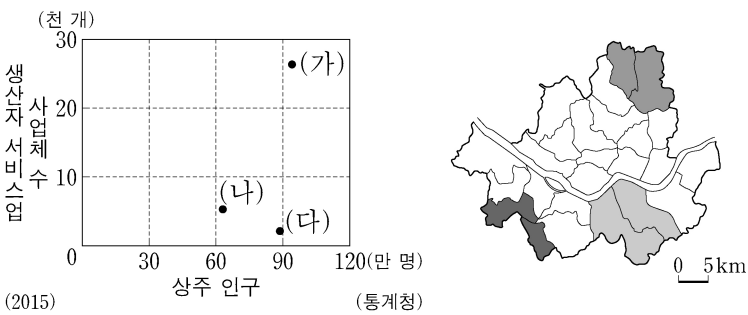 (천 개)
생산자 서비스업
사업체 수
30
20
10
0
30
60
90
120(만 명)
상주 인구
(가)
(나)
(다)
(2015)
(통계청)
0 5km